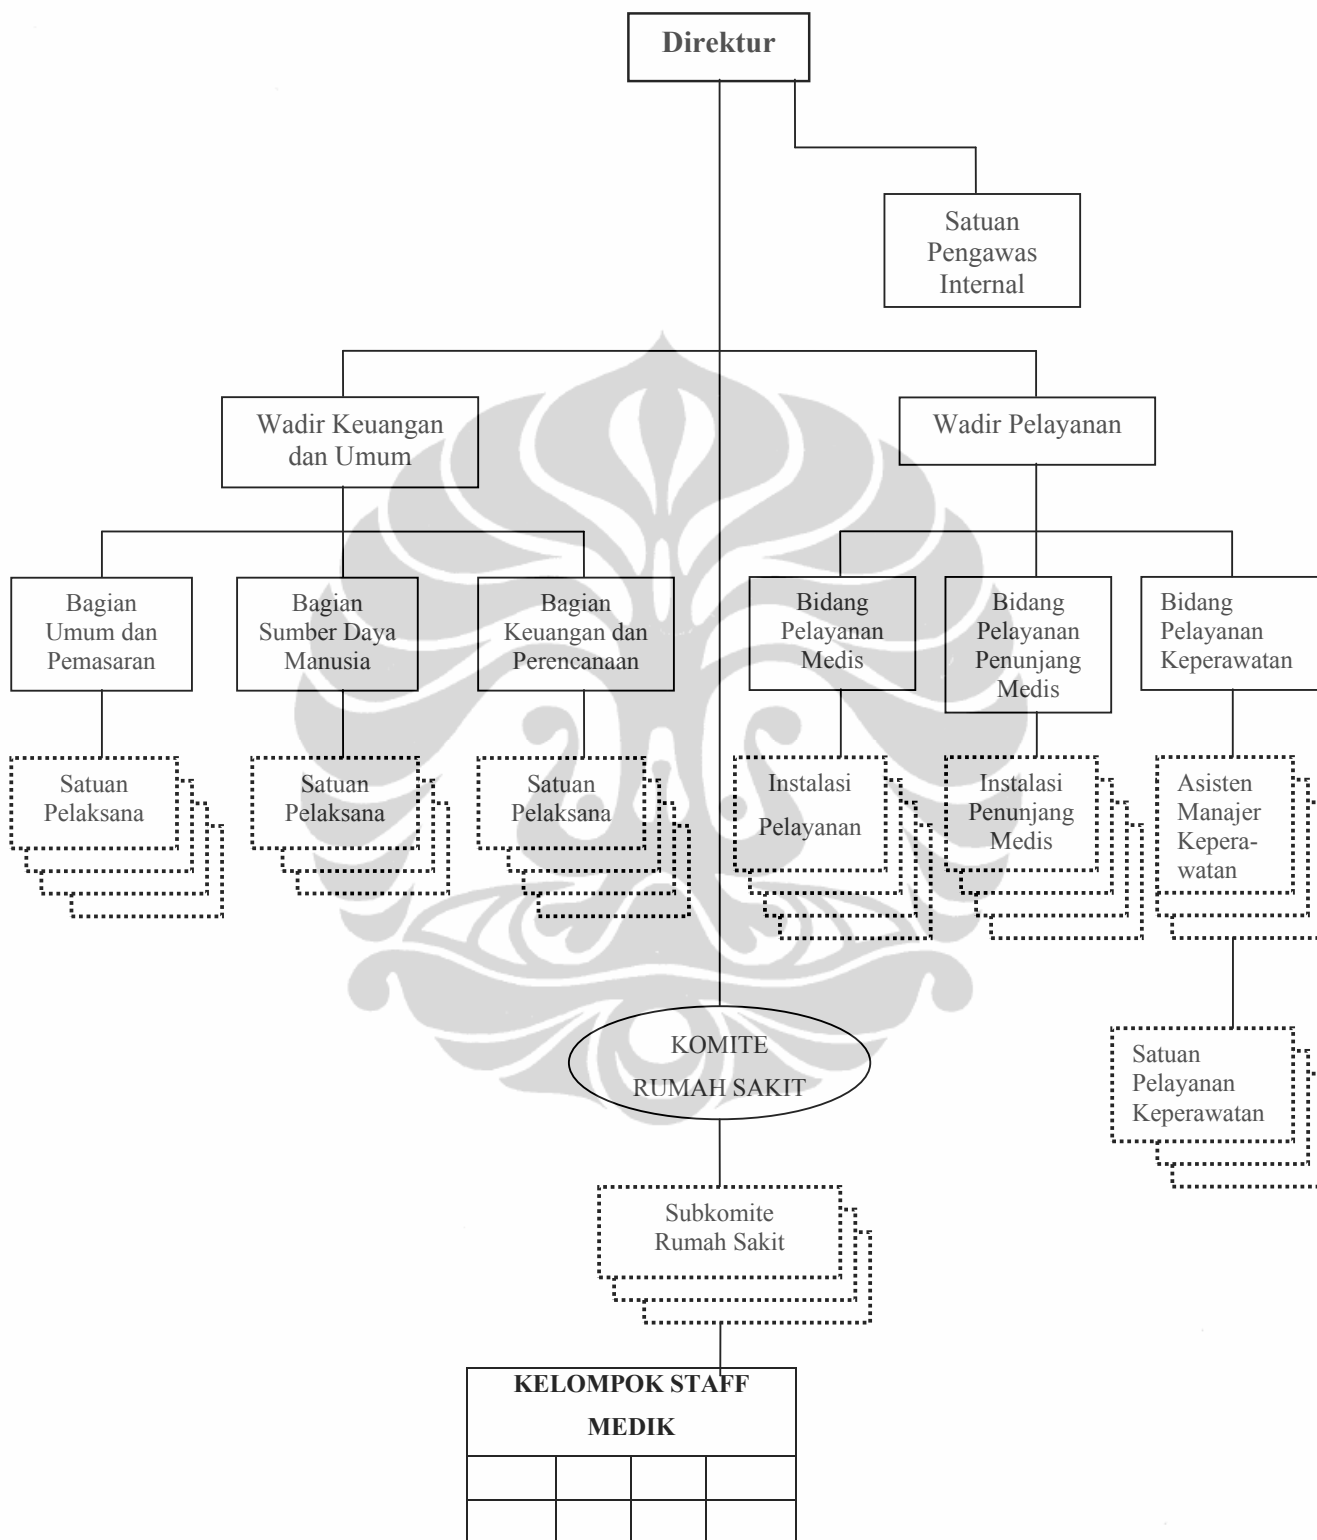 Direktur
Satuan
Pengawas
Internal
Wadir Keuangan
dan Umum
Wadir Pelayanan
Bagian
Umum dan
Pemasaran
Bagian
Sumber Daya
Manusia
Bagian
Keuangan dan
Perencanaan
Bidang
Pelayanan
Medis
Bidang
Pelayanan
Penunjang
Medis
Bidang
Pelayanan
Keperawatan
Satuan
Pelaksana
Satuan
Pelaksana
Satuan
Pelaksana
Instalasi
Pelayanan
Instalasi
Penunjang
Medis
Asisten
Manajer
Kepera-
watan
KOMITE
RUMAH SAKIT
Satuan
Pelayanan
Keperawatan
Subkomite
Rumah Sakit
KELOMPOK STAFF
MEDIK